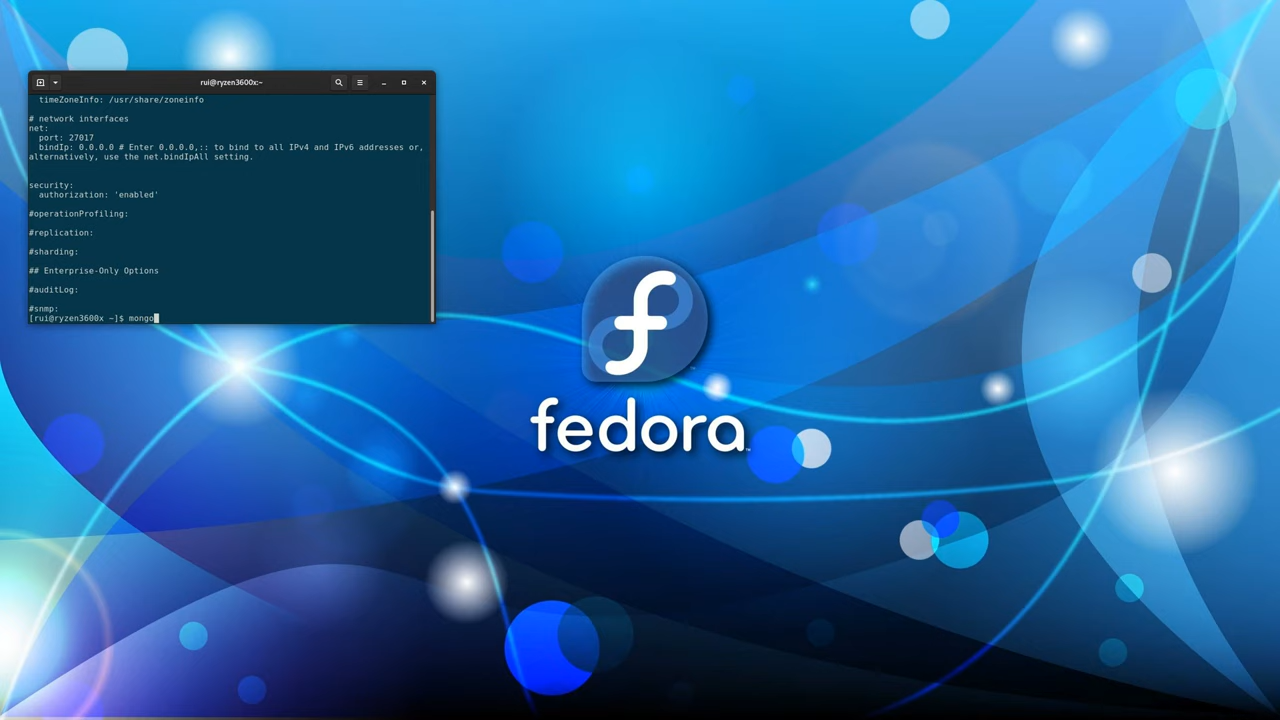 rui@ryzen3600x:~
timeZoneInfo: /usr/share/zoneinfo
# network interfaces
net:
port: 27017
bindIp: 0.0.0.0 # Enter 0.0.0.0,:: to bind to all IPv4 and IPv6 addresses or,
alternatively, use the net.bindIpAll setting.
security:
authorization: 'enabled'
#operationProfiling:
#replication:
#sharding:
## Enterprise-Only Options
#auditLog:
#snmp:
[rui@ryzen3600x ~]$ mongo
fedora™